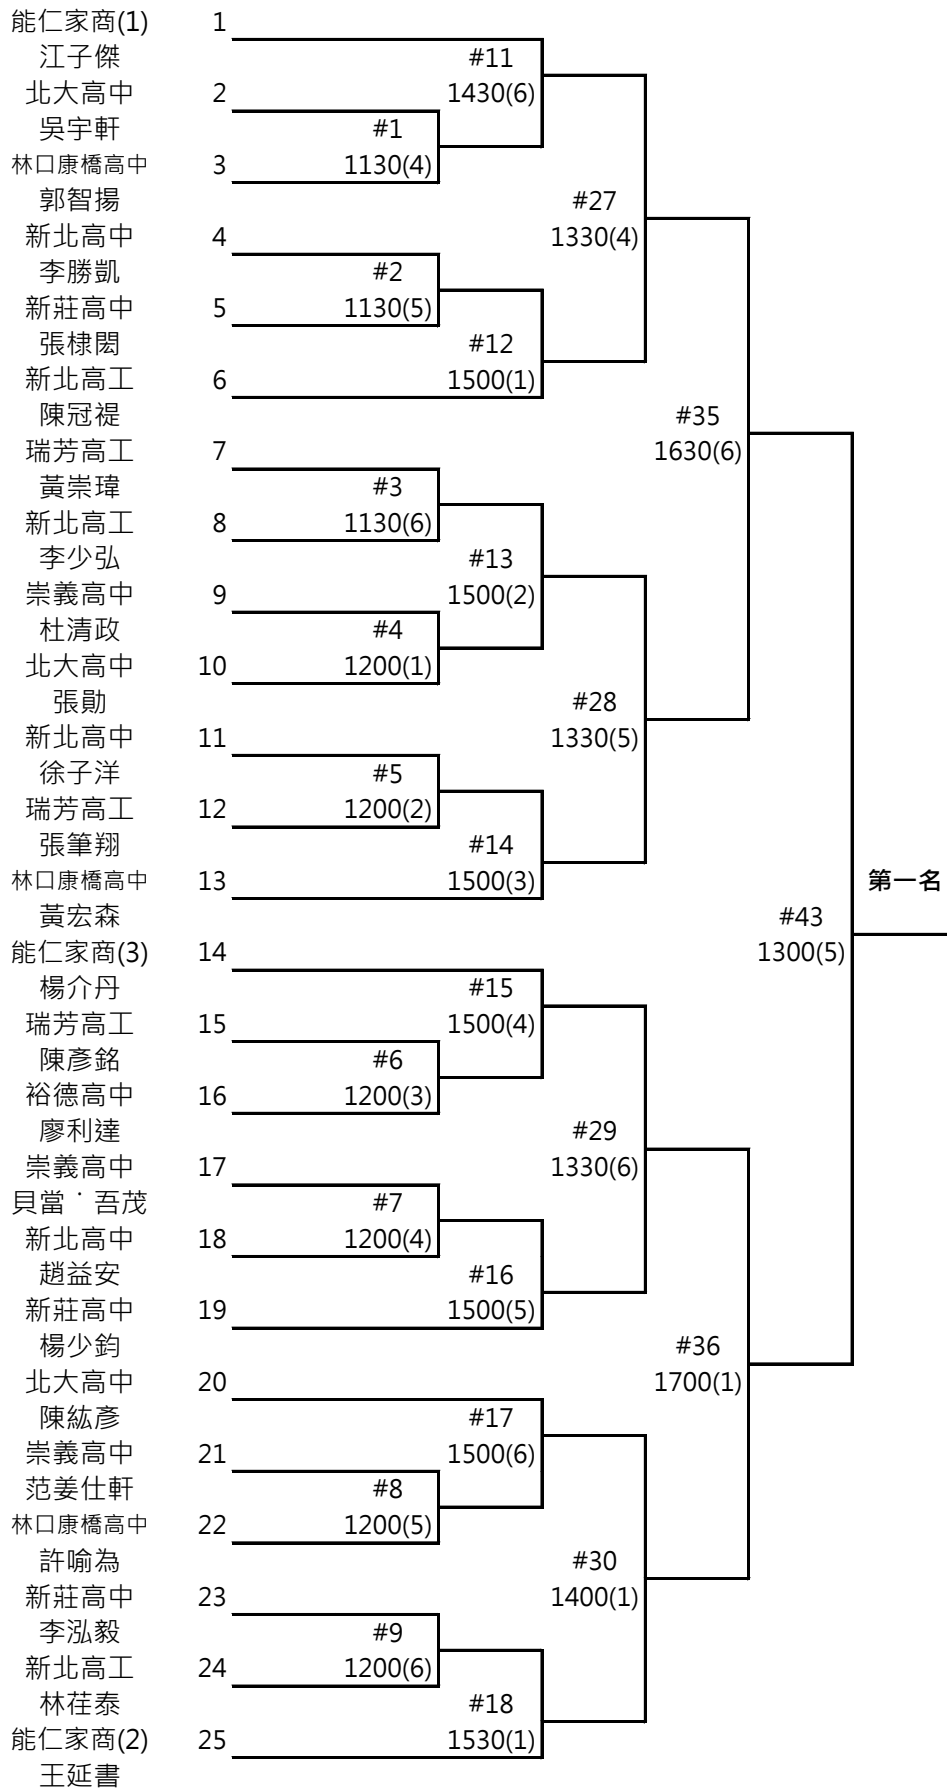 能仁家商(1) 1
江子傑 #11
北大高中 2 1430(6)
吳宇軒 #1
林口康橋高中 3 1130(4)
郭智揚 #27
新北高中 4 1330(4)
李勝凱 #2
新莊高中 5 1130(5)
張棣閎 #12
新北高工 6 1500(1)
陳冠禔 #35
瑞芳高工 7 1630(6)
黃崇瑋 #3
新北高工 8 1130(6)
李少弘 #13
崇義高中 9 1500(2)
杜清政 #4
北大高中 10 1200(1)
張勛 #28
新北高中 11 1330(5)
徐子洋 #5
瑞芳高工 12 1200(2)
張筆翔 #14
林口康橋高中 13 1500(3) 第一名
黃宏森 #43
能仁家商(3) 14 1300(5)
楊介丹 #15
瑞芳高工 15 1500(4)
陳彥銘 #6
裕德高中 16 1200(3)
廖利達 #29
崇義高中 17 1330(6)
貝當˙吾茂 #7
新北高中 18 1200(4)
趙益安 #16
新莊高中 19 1500(5)
楊少鈞 #36
北大高中 20 1700(1)
陳紘彥 #17
崇義高中 21 1500(6)
范姜仕軒 #8
林口康橋高中 22 1200(5)
許喻為 #30
新莊高中 23 1400(1)
李泓毅 #9
新北高工 24 1200(6)
林荏泰 #18
能仁家商(2) 25 1530(1)
王延書